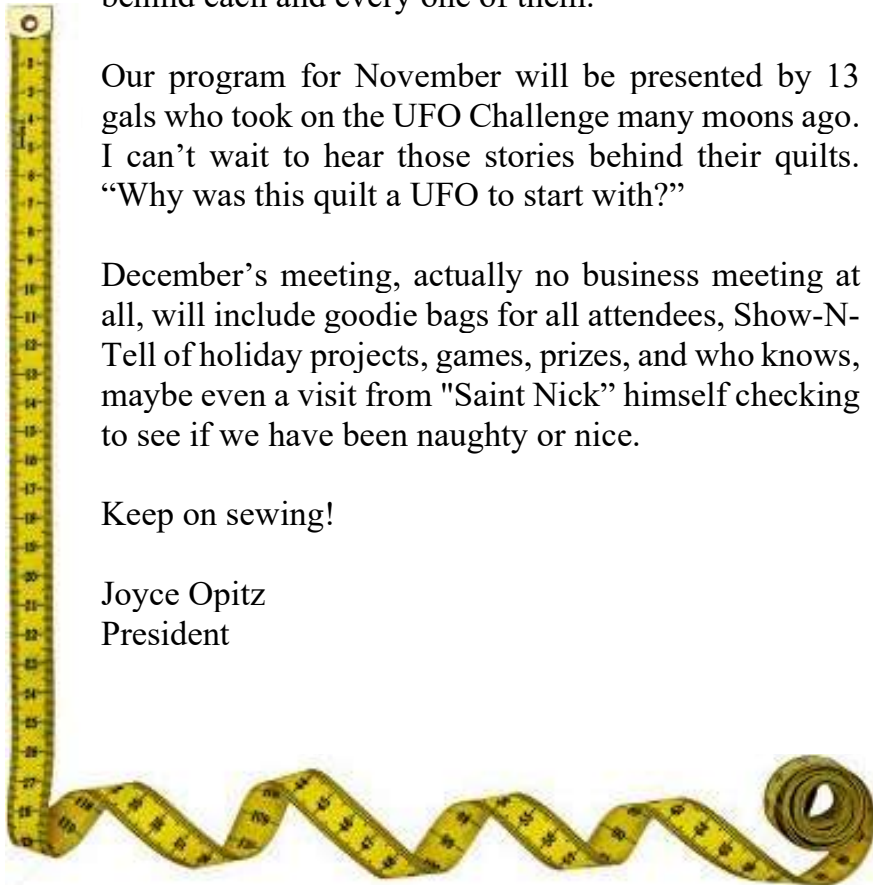 behind each and every one of them.
Our program for November will be presented by 13
gals who took on the UFO Challenge many moons ago.
I can’t wait to hear those stories behind their quilts.
“Why was this quilt a UFO to start with?”
December’s meeting, actually no business meeting at
all, will include goodie bags for all attendees, Show-N-
Tell of holiday projects, games, prizes, and who knows,
maybe even a visit from "Saint Nick” himself checking
to see if we have been naughty or nice.
Keep on sewing!
Joyce Opitz
President